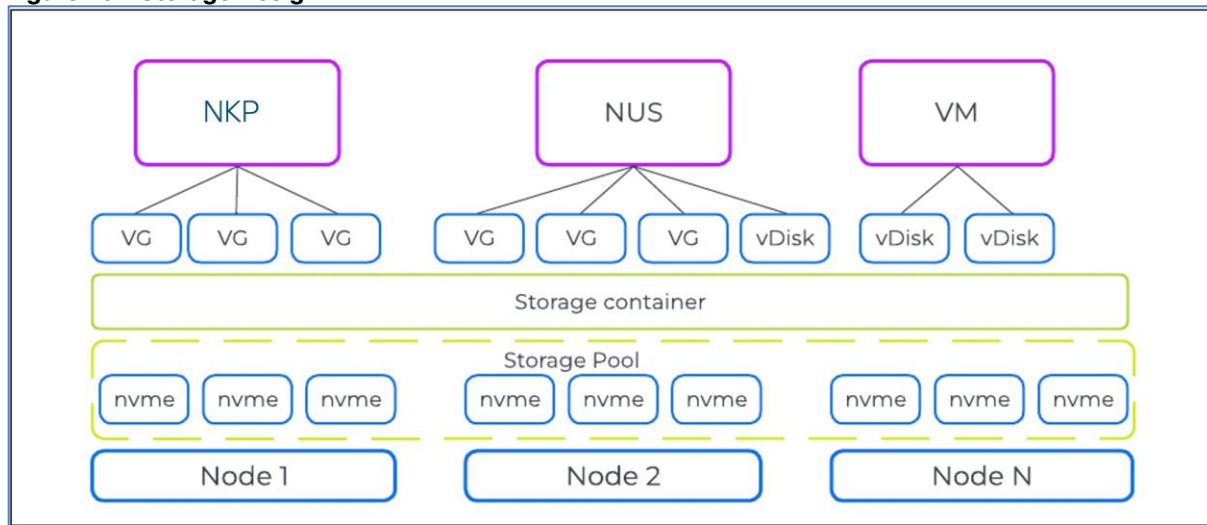 NKP NUS VM
VG VG VG VG VG VG vDisk vDisk vDisk
Storage container
Storage Pool
nvme nvme nvme nvme nvme nvme nvme nvme nvme
Node 1 Node 2 Node N